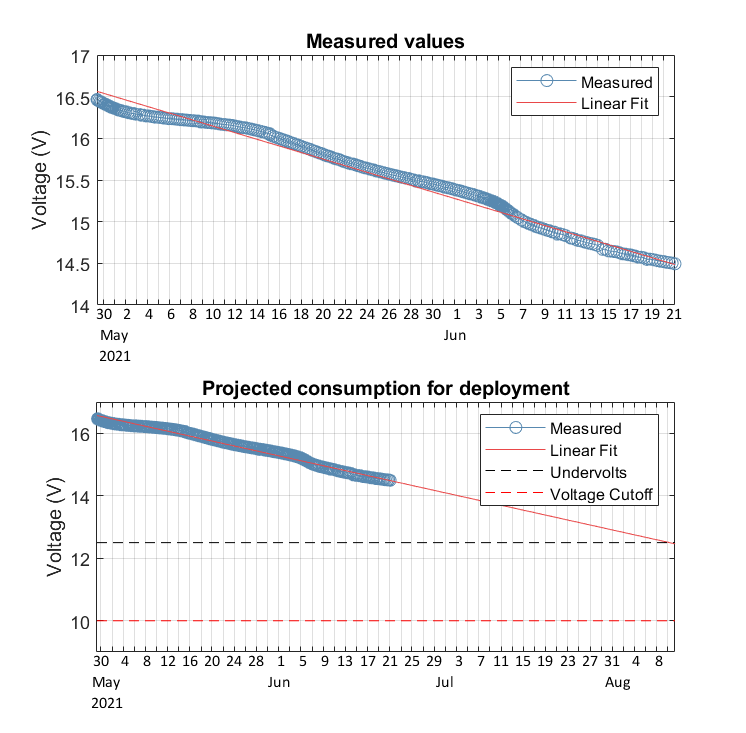 Measured values
Voltage (V)
17
16.5
16
15.5
15
14.5
14
Measured
Linear Fit
30 2 4 6 8 10 12 14 16 18 20 22 24 26 28 30 1 3 5 7 9 11 13 15 17 19 21
May Jun
2021
Projected consumption for deployment
Voltage (V)
16
14
12
10
Measured
Linear Fit
Undervolts
Voltage Cutoff
30 4 8 12 16 20 24 28 1 5 9 13 17 21 25 29 3 7 11 15 19 23 27 31 4 8
May Jun Jul Aug
2021